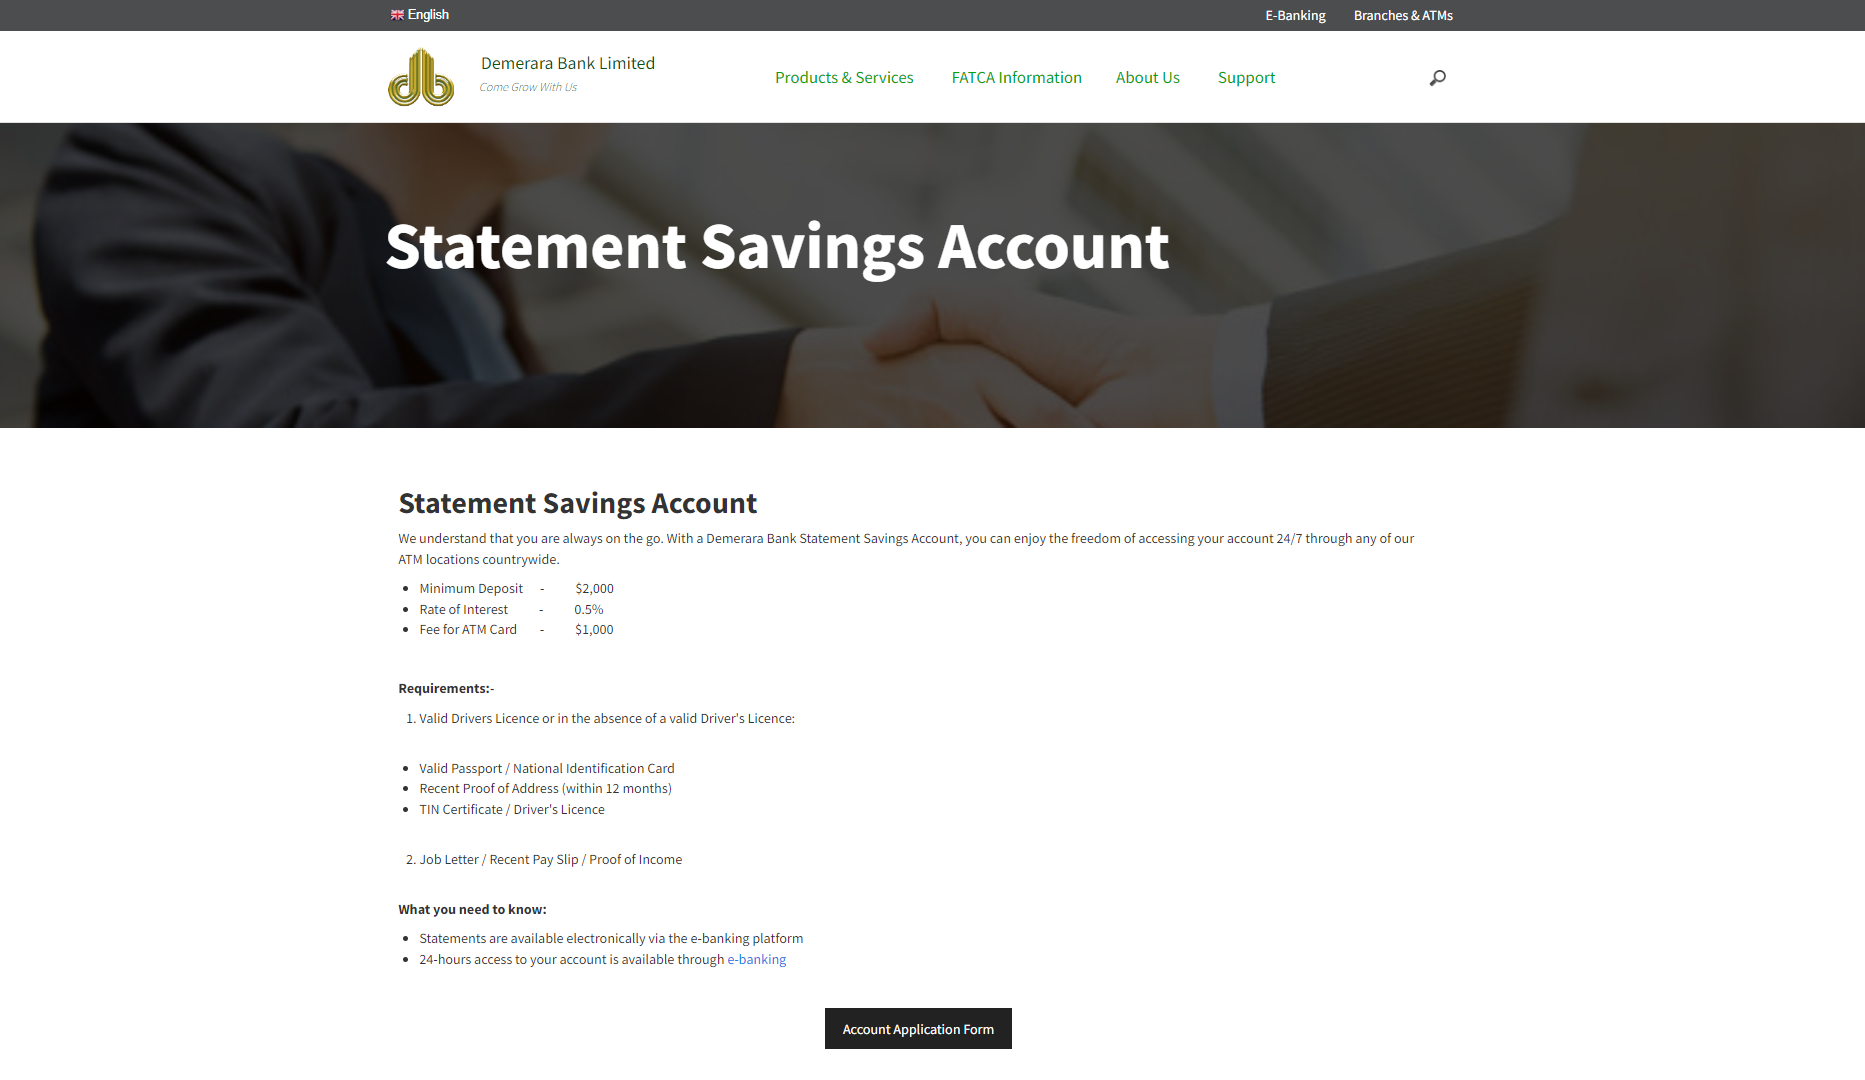 English
E-Banking
Branches & ATMs
Demerara Bank Limited
Come Grow With Us
Products & Services
FATCA Information
About Us
Support
Statement Savings Account
Statement Savings Account
We understand that you are always on the go. With a Demerara Bank Statement Savings Account, you can enjoy the freedom of accessing your account 24/7 through any of our
ATM locations countrywide.
• Minimum Deposit - $2,000
• Rate of Interest - 0.5%
• Fee for ATM Card - $1,000
Requirements:-
1. Valid Drivers Licence or in the absence of a valid Driver's Licence:
• Valid Passport / National Identification Card
• Recent Proof of Address (within 12 months)
• TIN Certificate / Driver's Licence
2. Job Letter / Recent Pay Slip / Proof of Income
What you need to know:
• Statements are available electronically via the e-banking platform
• 24-hours access to your account is available through e-banking
Account Application Form